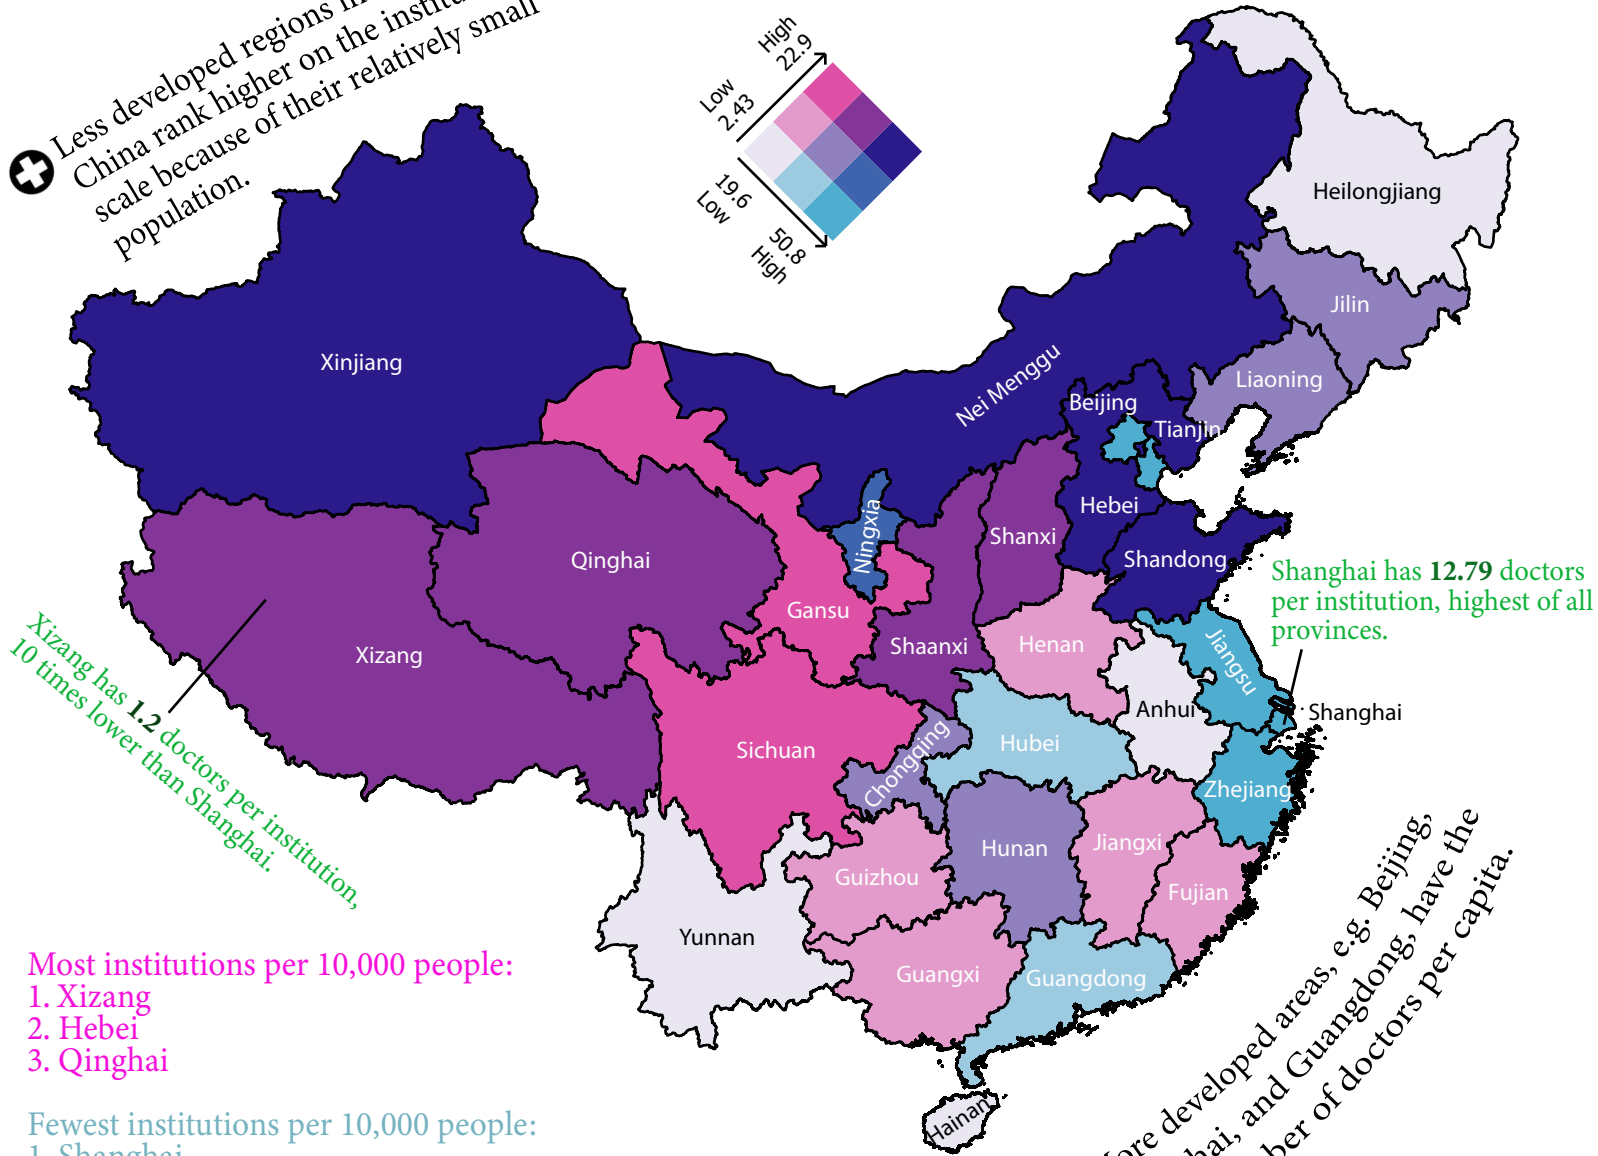 Less developed regions in
China rank higher on the
scale because of their relatively small
population.
High
22.9
Low
2.43
19.6
Low
50.8
High
Heilongjiang
Jilin
Liaoning
Xinjiang
Nei Menggu
Beijing
Tianjin
Hebei
Ningxia
Shanxi
Shandong
Qinghai
Gansu
Shaanxi
Henan
Jiangsu
Xizang
Anhui
Shanghai
Hubei
Sichuan
Chongqing
Zhejiang
Hunan
Jiangxi
Guizhou
Fujian
Yunnan
Guangxi
Guangdong
Hainan
Shanghai has 12.79 doctors
per institution, highest of all
provinces.
Xizang has 1.2 doctors per institution,
10 times lower than Shanghai.
Most institutions per 10,000 people:
1. Xizang
2. Hebei
3. Qinghai
Fewest institutions per 10,000 people:
1. Shanghai
developed areas, e.g. Beijing,
and Guangdong, have the
of doctors per capita.